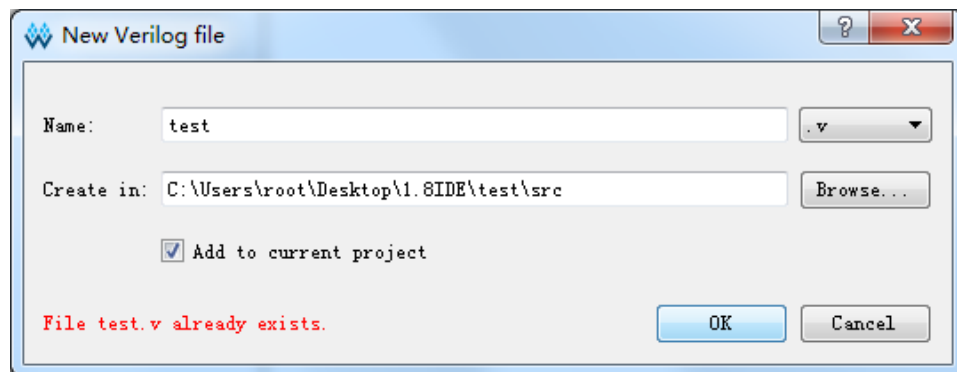 New Verilog file
Name: test .v
Create in: C:\Users\root\Desktop\1.8IDE\test\src Browse...
Add to current project
File test.v already exists. OK Cancel